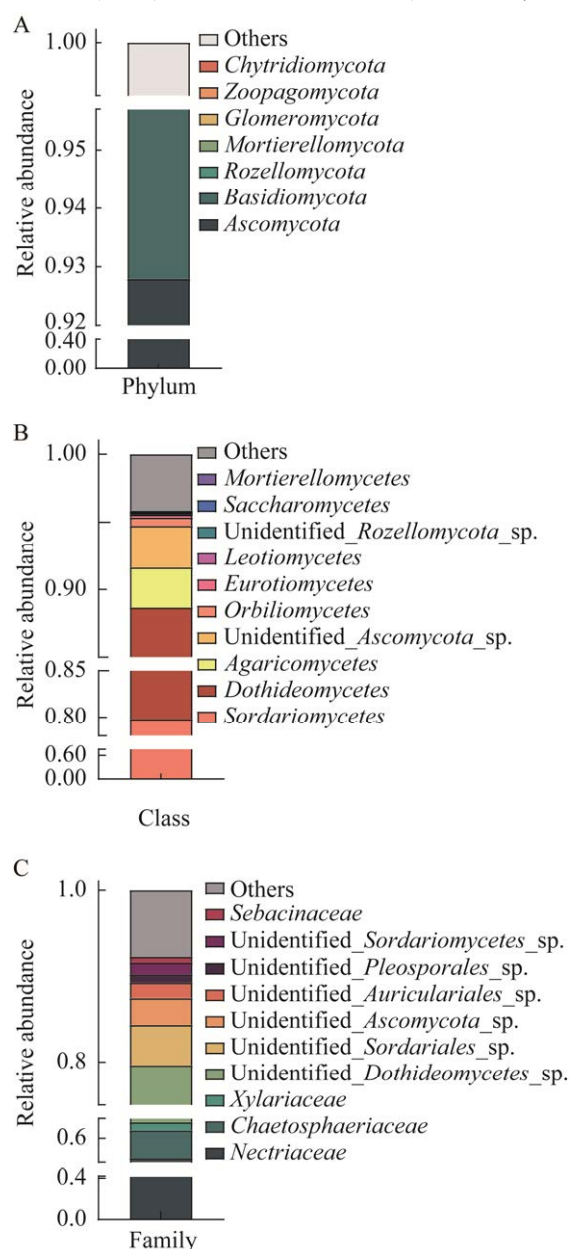 A
1.00
0.95
0.94
0.93
0.92
0.40
0.00
Relative abundance
Others
Chytridiomycota
Zoopagomycota
Glomeromycota
Mortierellomycota
Rozellomycota
Basidiomycota
Ascomycota
Phylum
B
1.00
0.90
0.85
0.80
0.60
0.00
Relative abundance
Others
Mortierellomycetes
Saccharomycetes
Unidentified_Rozellomycota_sp.
Leotiomycetes
Eurotiomycetes
Orbiliomycetes
Unidentified_Ascomycota_sp.
Agaricomycetes
Dothideomycetes
Sordariomycetes
Class
C
1.0
0.8
0.6
0.4
0.0
Relative abundance
Others
Sebacinaceae
Unidentified_Sordariomycetes_sp.
Unidentified_Pleosporales_sp.
Unidentified_Auriculariales_sp.
Unidentified_Ascomycota_sp.
Unidentified_Sordariales_sp.
Unidentified_Dothideomycetes_sp.
Xylariaceae
Chaetosphaeriaceae
Nectriaceae
Family